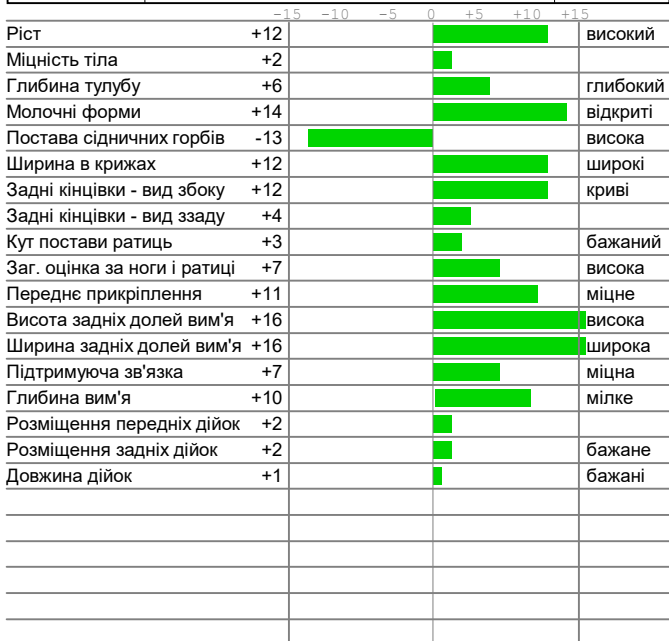 -15 -10 -5 0 +5 +10 +15
Ріст +12 високий
Міцність тіла +2
Глибина тулубу +6 глибокий
Молочні форми +14 відкриті
Постава сідничних горбів -13 висока
Ширина в крижах +12 широкі
Задні кінцівки - вид збоку +12 криві
Задні кінцівки - вид ззаду +4
Кут постави ратиць +3 бажаний
Заг. оцінка за ноги і ратиці +7 висока
Переднє прикріплення +11 міцне
Висота задніх долей вим'я +16 висока
Ширина задніх долей вим'я +16 широка
Підтримуюча зв'язка +7 міцна
Глибина вим'я +10 мілке
Розміщення передніх дійок +2
Розміщення задніх дійок +2 бажане
Довжина дійок +1 бажані